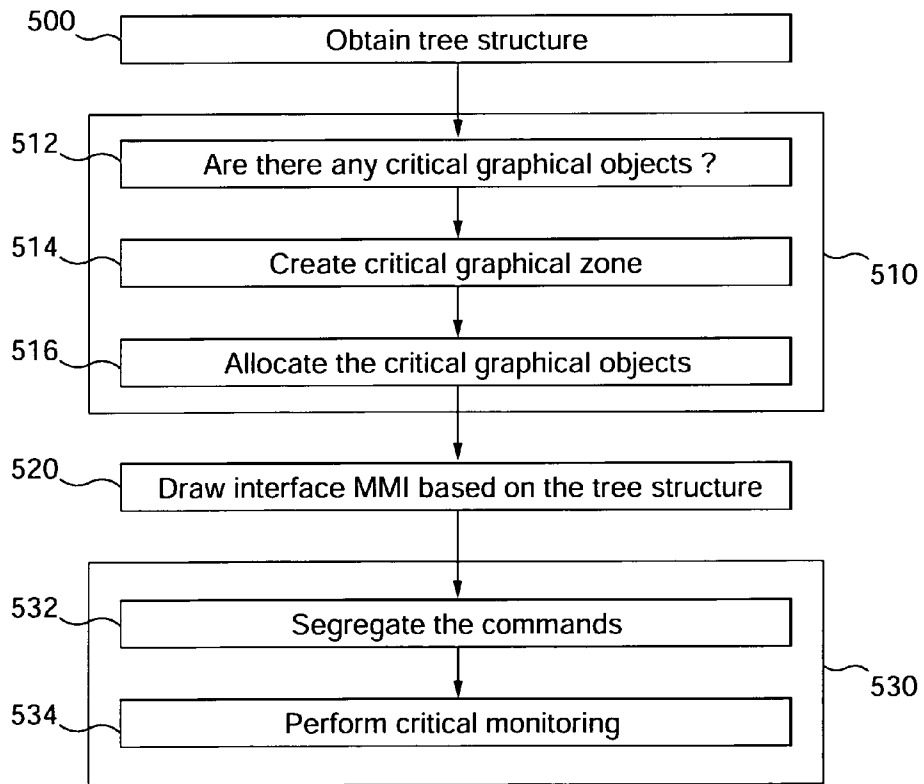 500
Obtain tree structure
512
Are there any critical graphical objects ?
514
Create critical graphical zone
510
516
Allocate the critical graphical objects
520
Draw interface MMI based on the tree structure
532
Segregate the commands
530
534
Perform critical monitoring